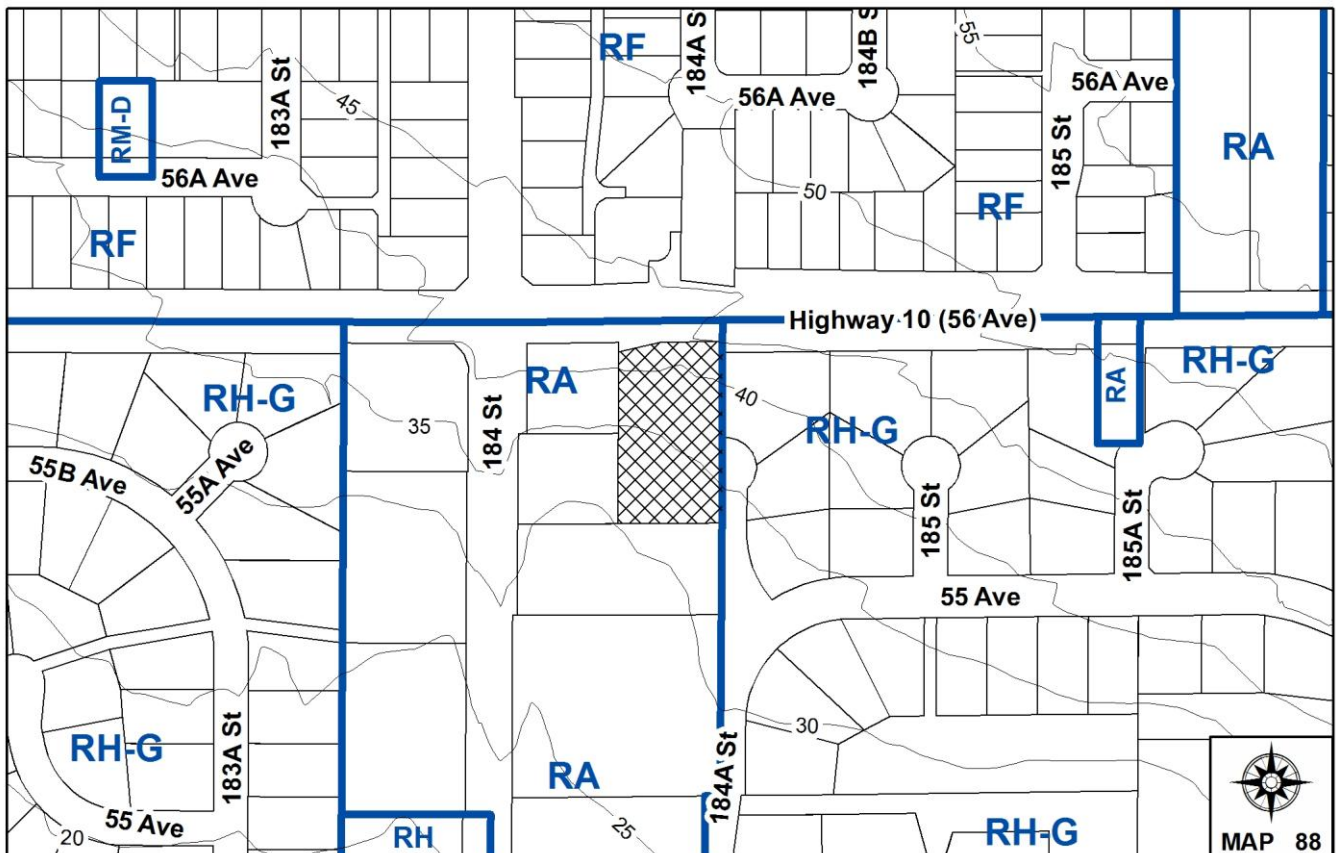 184A S
184B S
55
RF
56A Ave
56A Ave
RM-D
183A St
45
185 St
RA
56A Ave
50
RF
RF
Highway 10 (56 Ave)
RH-G
35
184 St
RA
40
RH-G
RA
RH-G
55B Ave
55A Ave
185 St
185A St
55 Ave
RH-G
183A St
30
184A St
RA
55 Ave
20
RH
25
RH-G
MAP 88